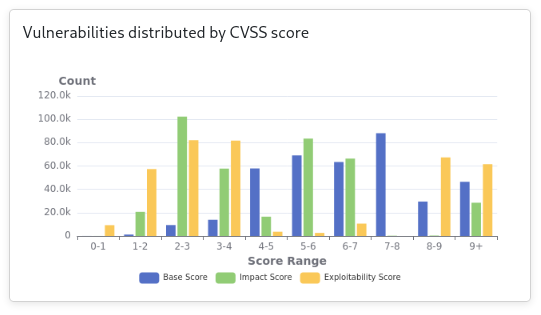 Vulnerabilities distributed by CVSS score
Count
120.0k
100.0k
80.0k
60.0k
40.0k
20.0k
0
0-1 1-2 2-3 3-4 4-5 5-6 6-7 7-8 8-9 9+
Score Range
Base Score Impact Score Exploitability Score